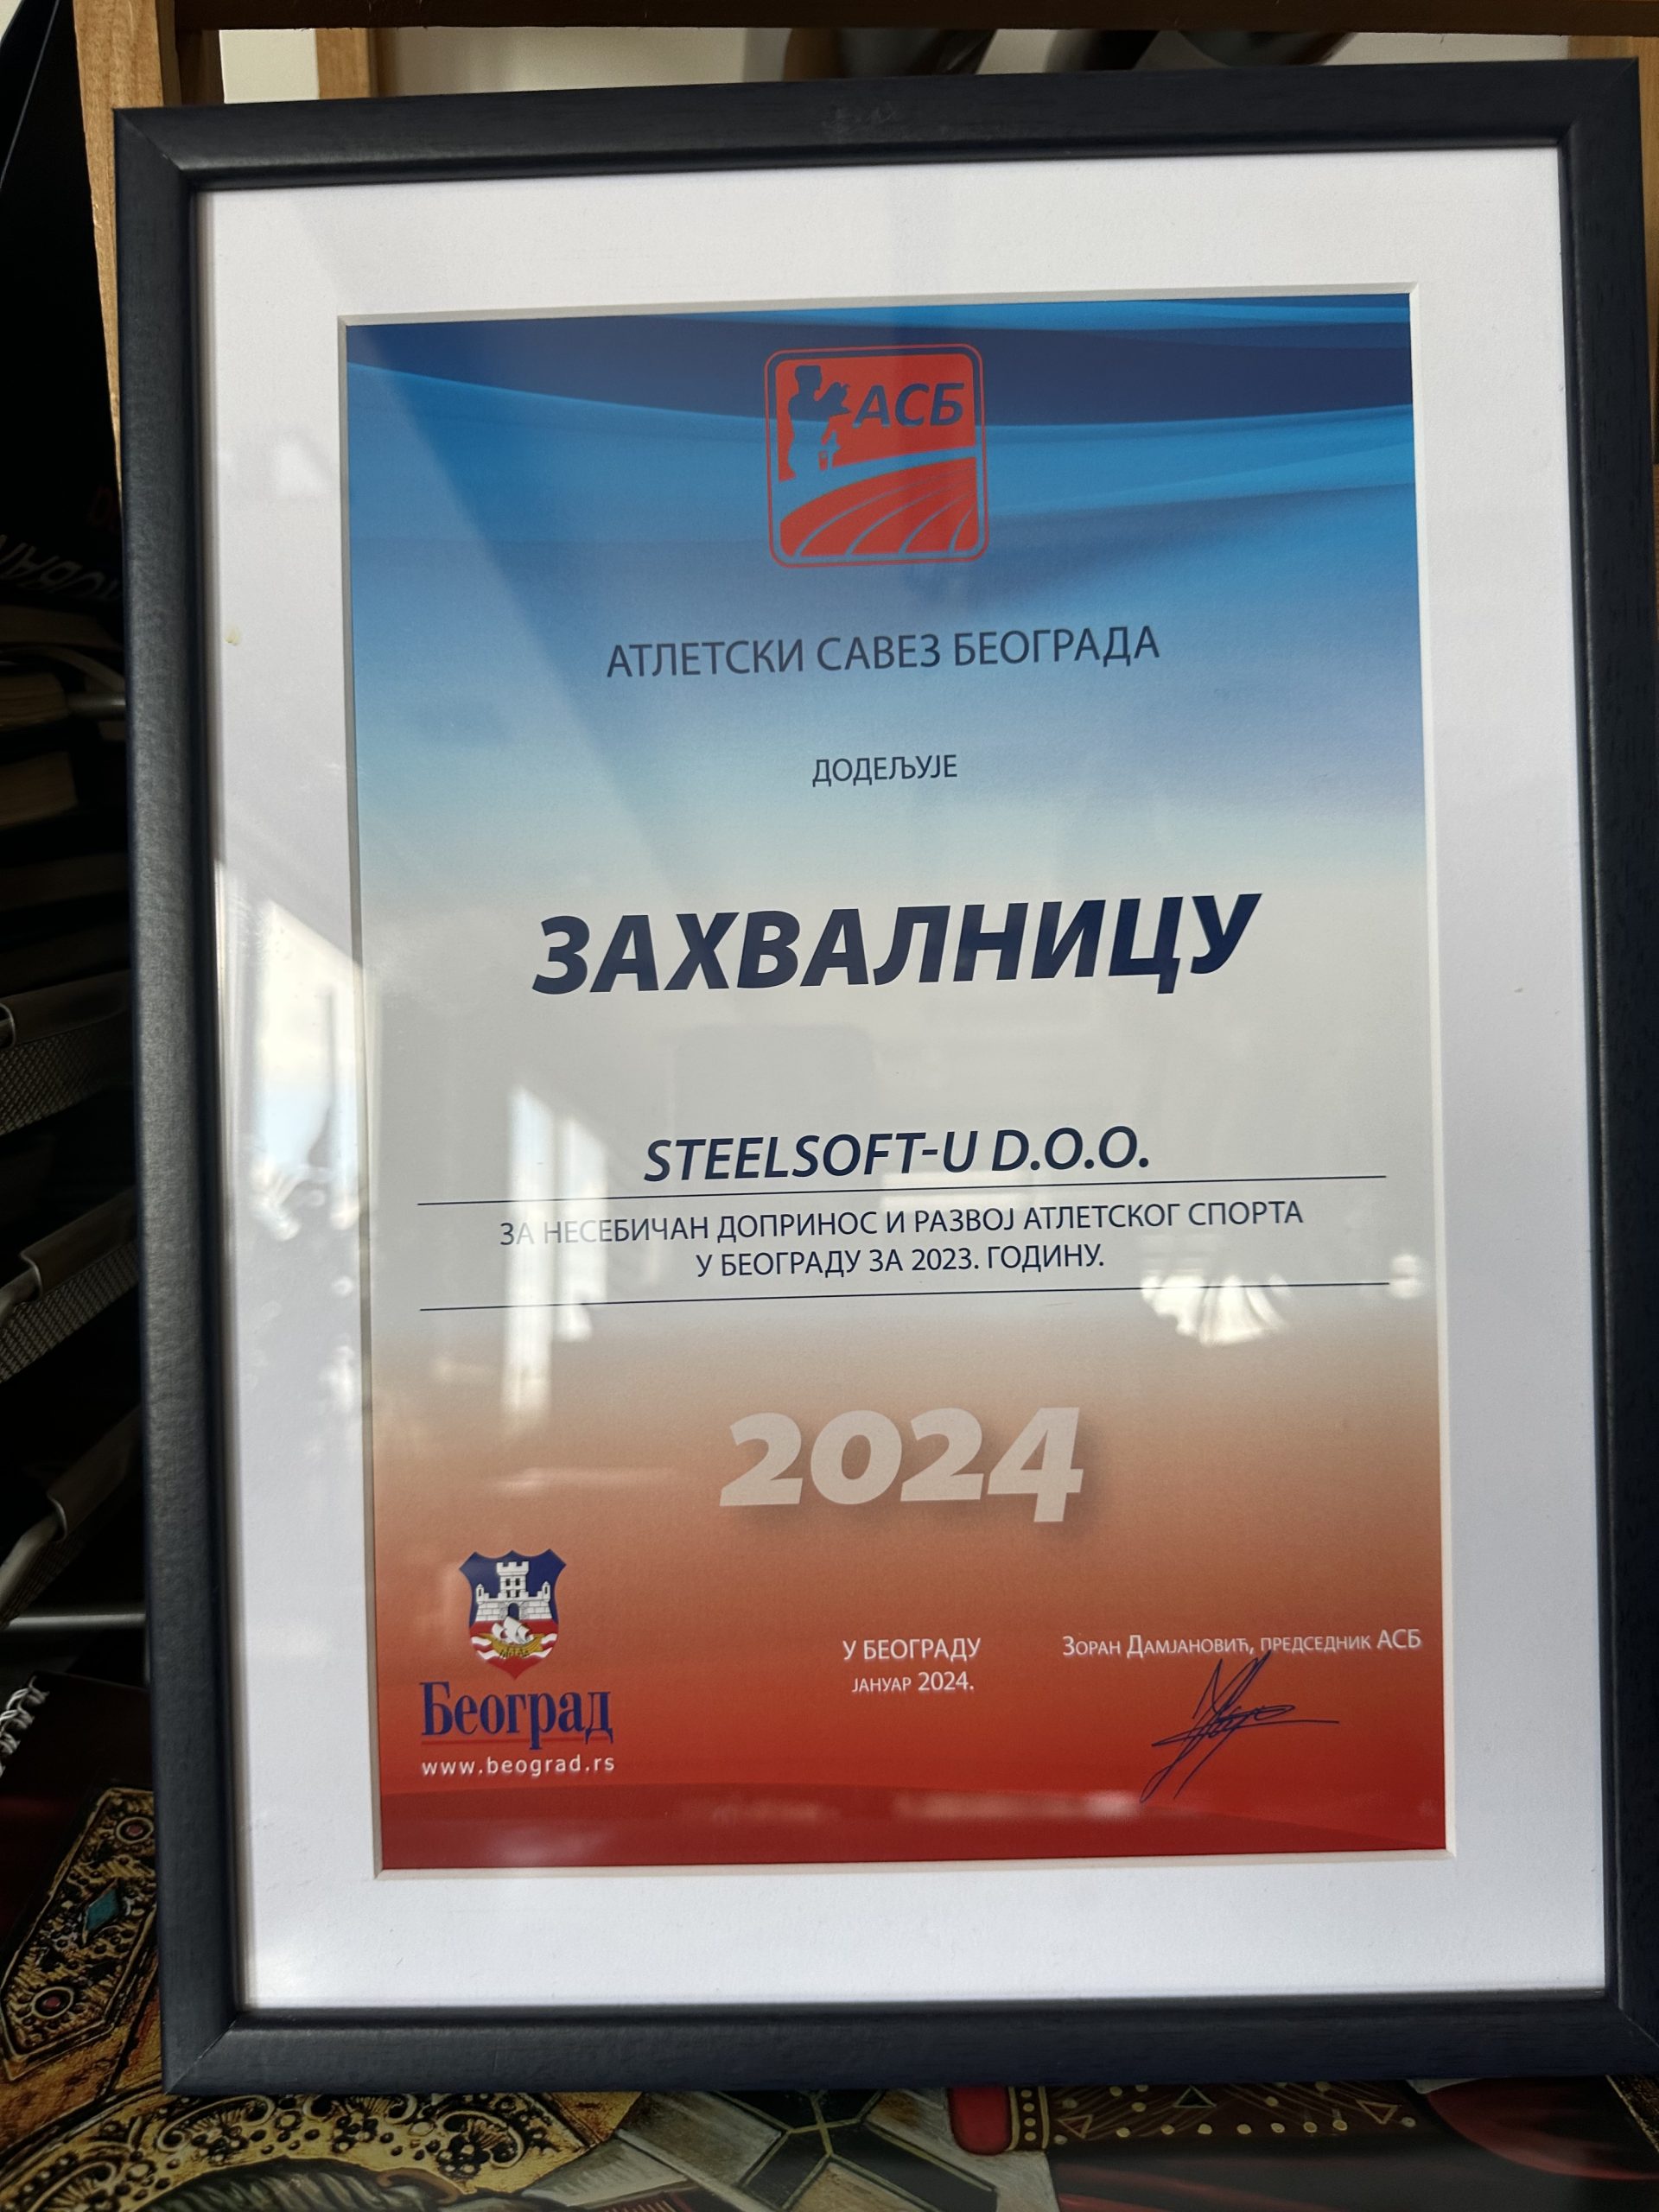 АСБ
АТЛЕТСКИ САВЕЗ БЕОГРАДА
ДОДЕЉУЈЕ
ЗАХВАЛНИЦУ
STEELSOFT-U D.O.O.
ЗА НЕСЕБИЧАН ДОПРИНОС И РАЗВОЈ АТЛЕТСКОГ СПОРТА
У БЕОГРАДУ ЗА 2023. ГОДИНУ.
2024
Београд
www.beograd.rs
У БЕОГРАДУ
ЈАНУАР 2024.
ЗОРАН ДАМЈАНОВИЋ, ПРЕДСЕДНИК АСБ